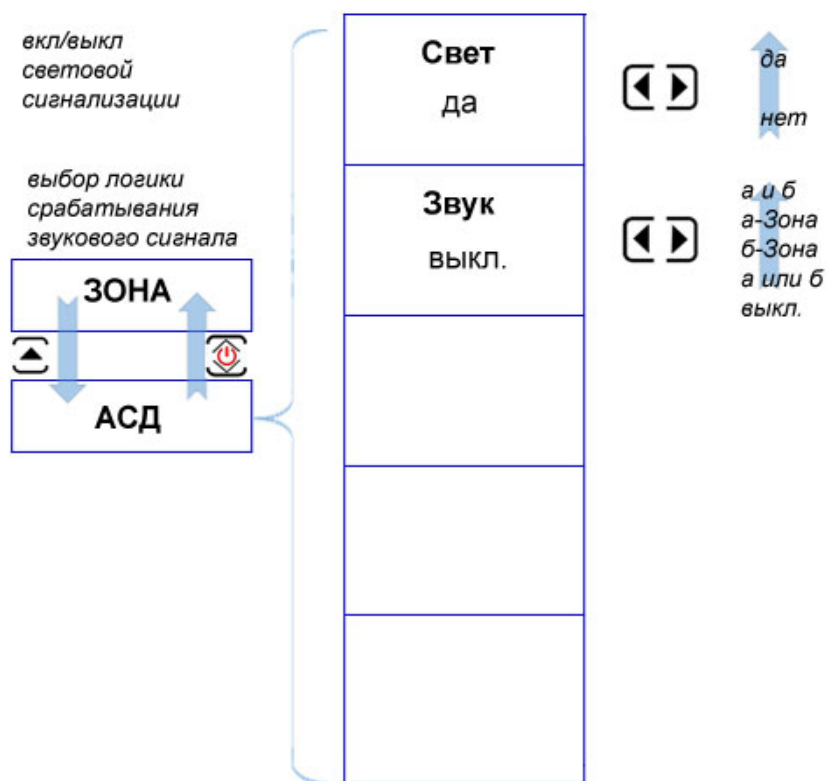 вкл/выкл
световой
сигнализации
Свет
да
да
нет
выбор логики
срабатывания
звукового сигнала
Звук
выкл.
а и б
а-Зона
б-Зона
а или б
выкл.
ЗОНА
АСД